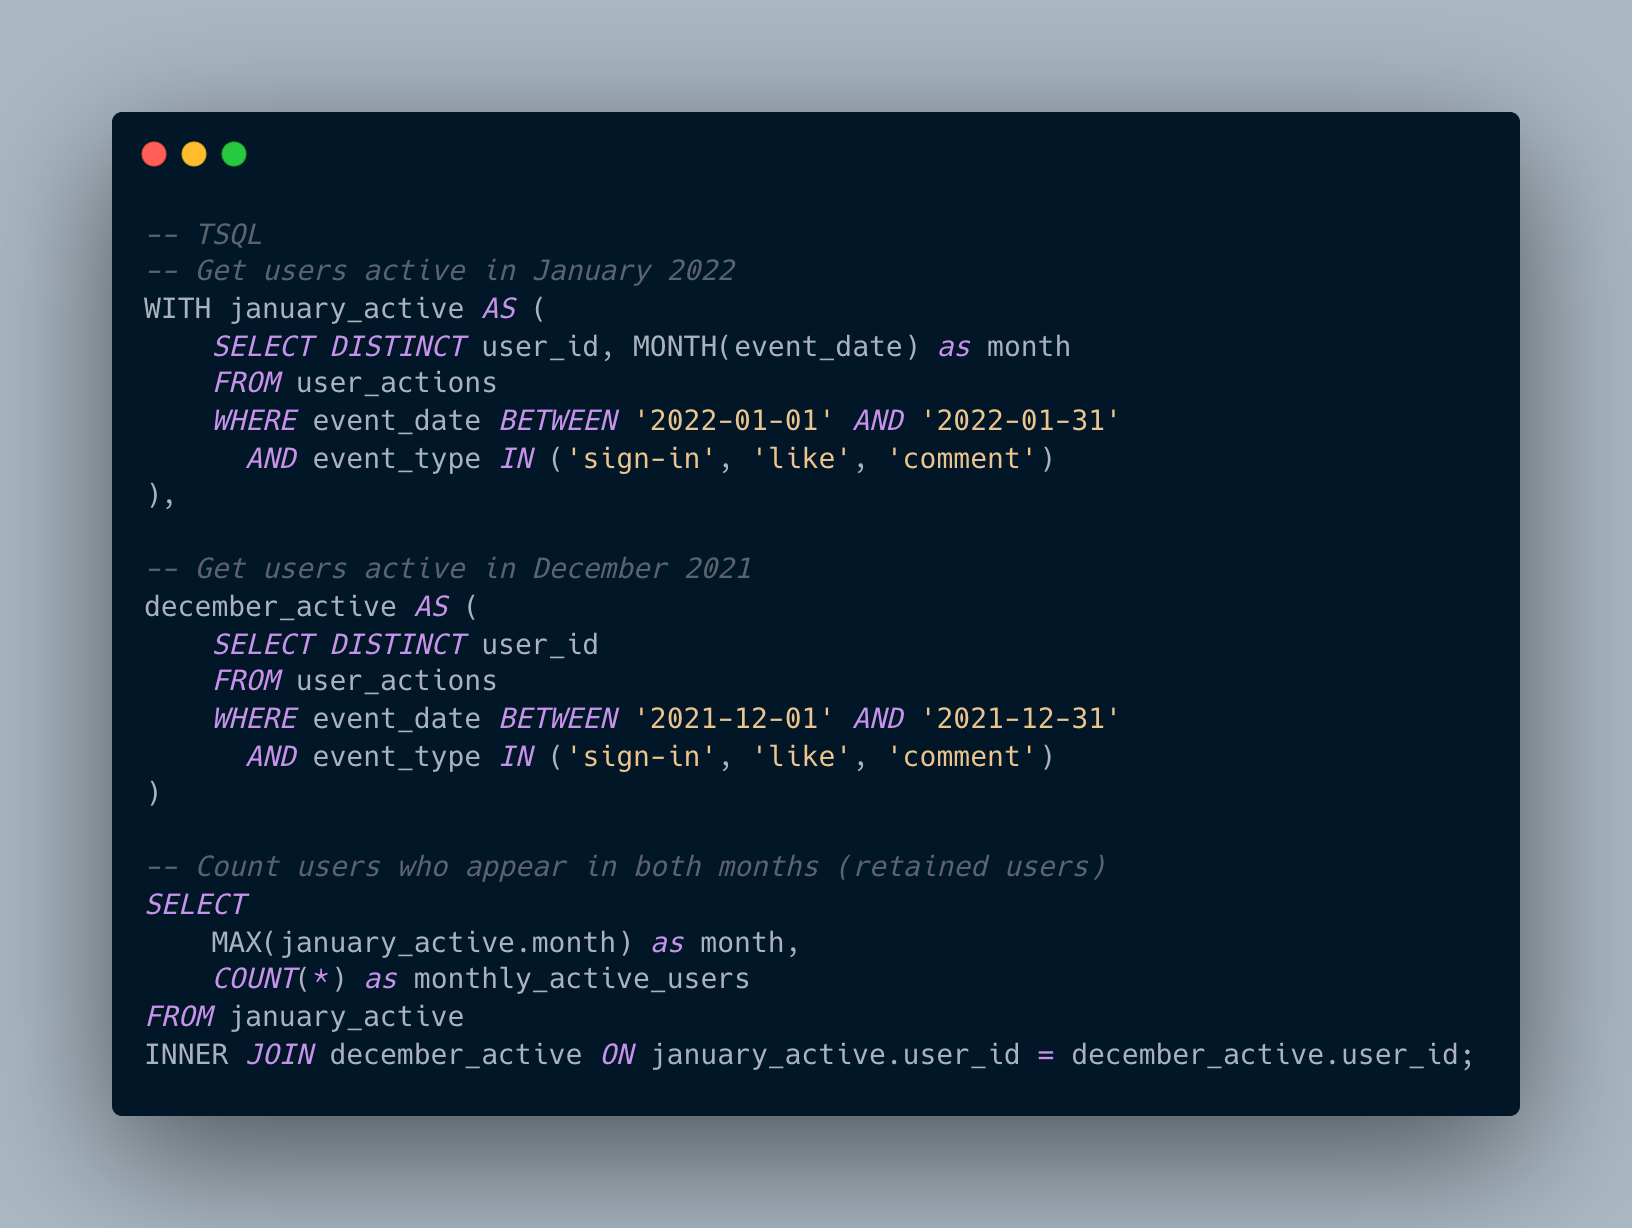 -- TSQL
-- Get users active in January 2022
WITH january_active AS (
    SELECT DISTINCT user_id, MONTH(event_date) as month
    FROM user_actions
    WHERE event_date BETWEEN '2022-01-01' AND '2022-01-31'
      AND event_type IN ('sign-in', 'like', 'comment')
),

-- Get users active in December 2021
december_active AS (
    SELECT DISTINCT user_id
    FROM user_actions
    WHERE event_date BETWEEN '2021-12-01' AND '2021-12-31'
      AND event_type IN ('sign-in', 'like', 'comment')
)

-- Count users who appear in both months (retained users)
SELECT
    MAX(january_active.month) as month,
    COUNT(*) as monthly_active_users
FROM january_active
INNER JOIN december_active ON january_active.user_id = december_active.user_id;